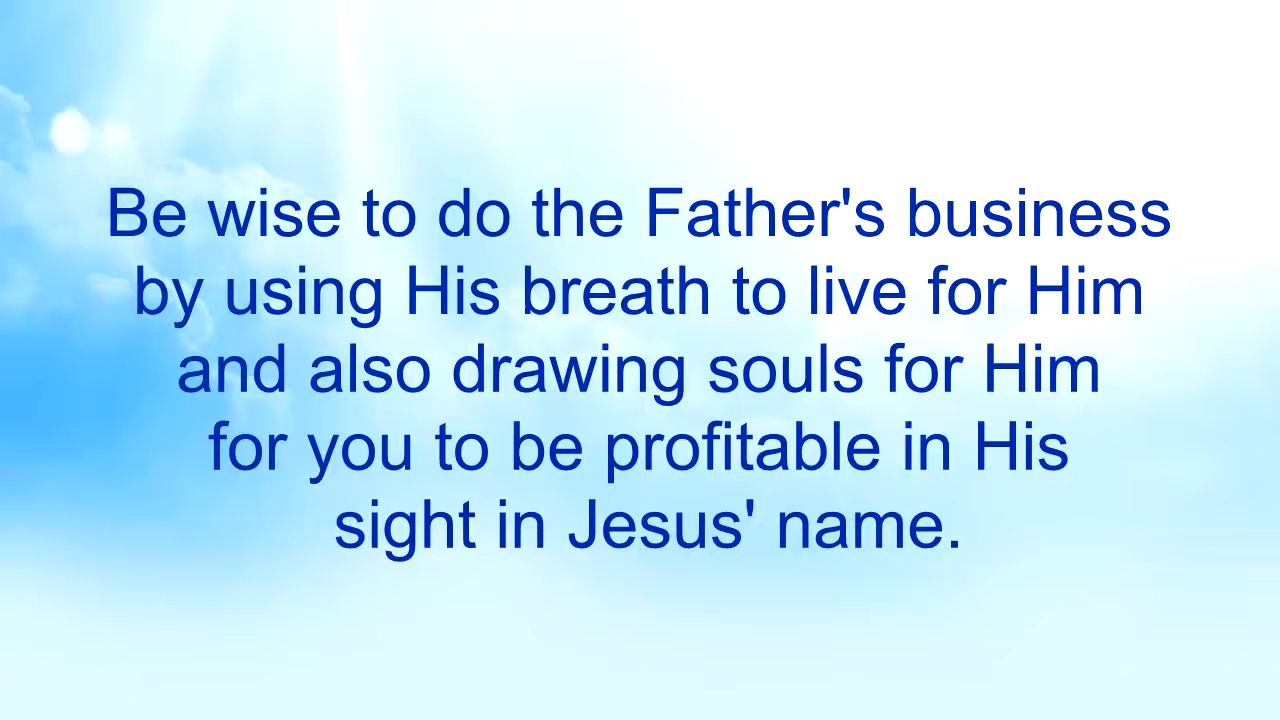 Be wise to do the Father's business
by using His breath to live for Him
and also drawing souls for Him
for you to be profitable in His
sight in Jesus' name.